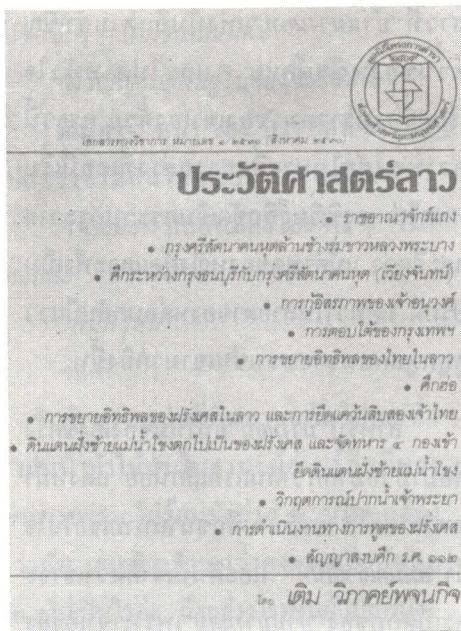 ประวัติศาสตร์ลาว
• ราชอาณาจักร์แถง
• กรุงศรีสัตนาคนหุตล้านช้างร่มขาวหลวงพระบาง
• ศึกระหว่างกรุงธนบุรีกับกรุงศรีสัตนาคนหุต (เวียงจันทน์)
• การกู้อิสรภาพของเจ้าอนุวงศ์
• การตอบโต้ของกรุงเทพฯ
• การขยายอิทธิพลของไทยในลาว
• ศึกฮ่อ
• การขยายอิทธิพลของฝรั่งเศสในลาว และการยึดแคว้นสิบสองเจ้าไทย
• ดินแดนฝั่งซ้ายแม่น้ำโขงตกไปเป็นของฝรั่งเศส และจัดทหาร ๔ กองเข้า
ยึดดินแดนฝั่งซ้ายแม่น้ำโขง
• วิกฤตการณ์ปากน้ำเจ้าพระยา
• การดำเนินงานทางการทูตของฝรั่งเศส
• สัญญาสงบศึก ร.ศ. ๑๑๒
โดย เติม วิภาคย์พจนกิจ